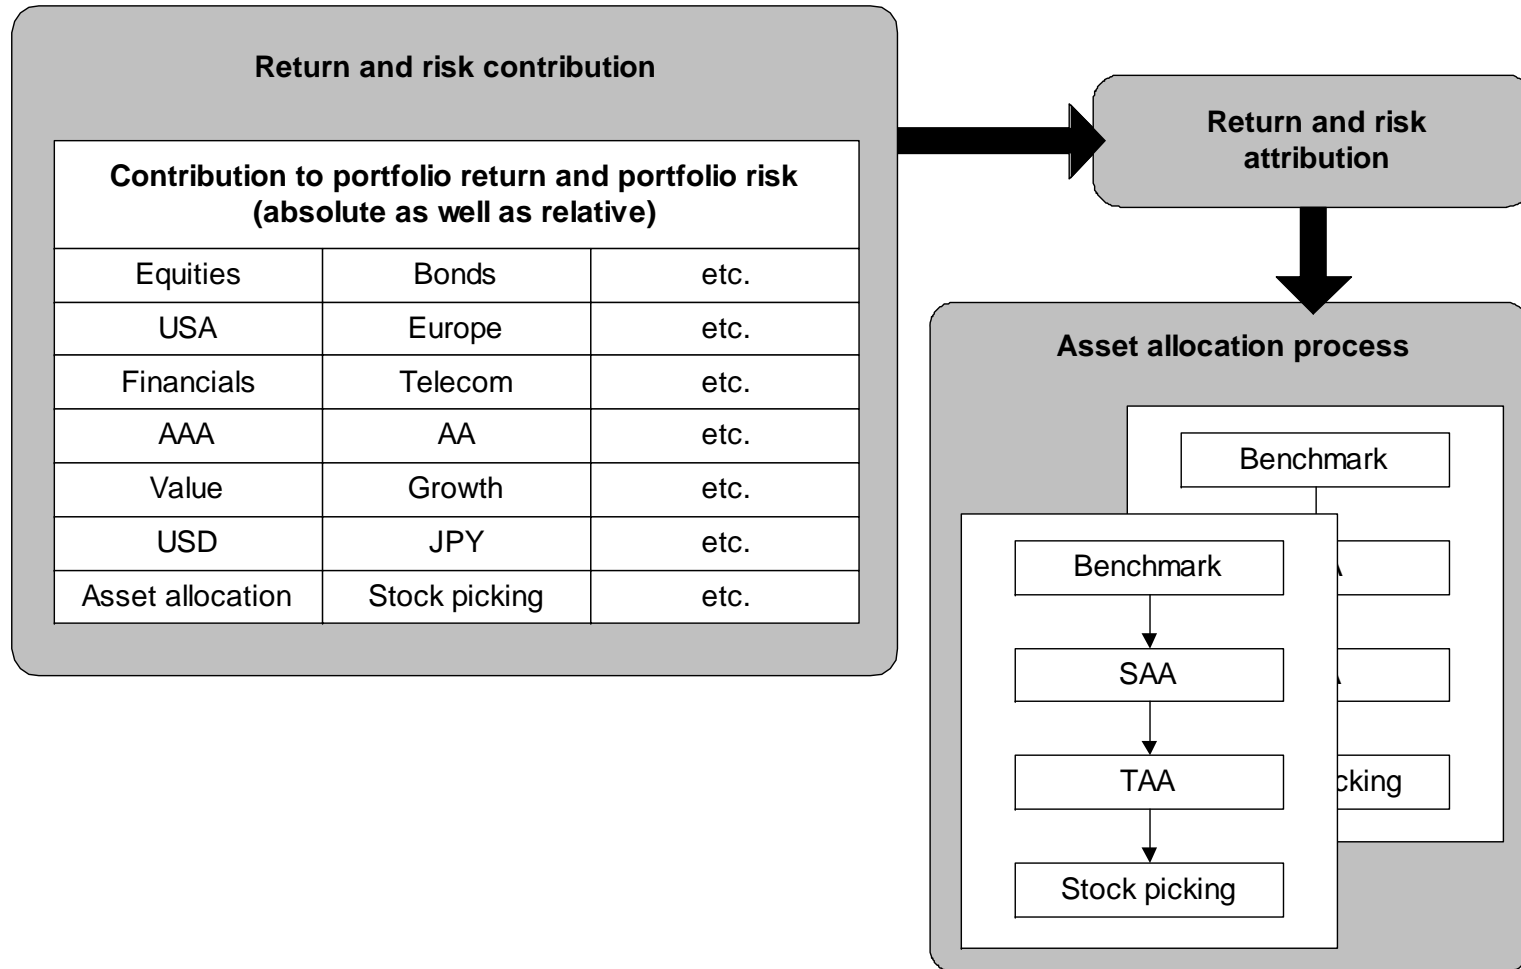 Return and risk contribution
Contribution to portfolio return and portfolio risk
(absolute as well as relative)
Equities Bonds etc.
USA Europe etc.
Financials Telecom etc.
AAA AA etc.
Value Growth etc.
USD JPY etc.
Asset allocation Stock picking etc.
Return and risk
attribution
Asset allocation process
Benchmark
Benchmark
SAA
TAA
Stock picking